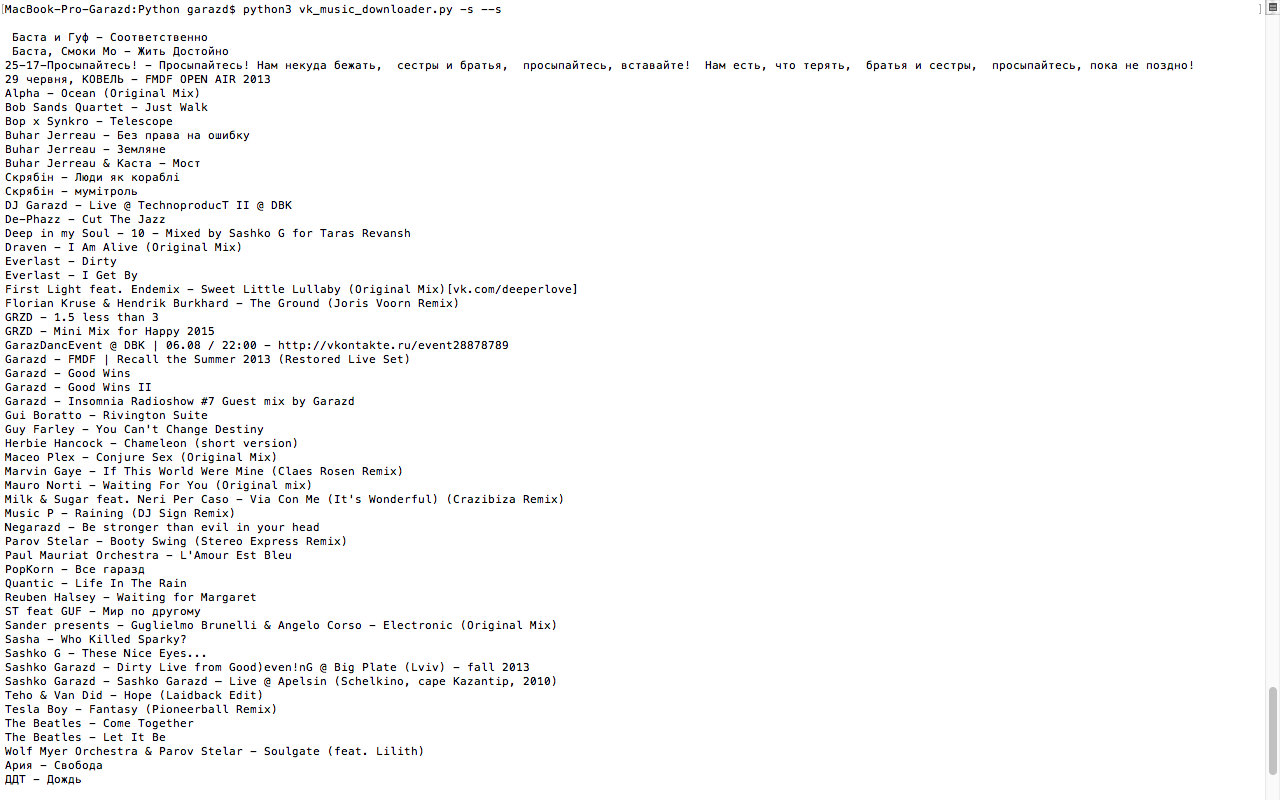 [MacBook-Pro-Garazd:Python garazd$ python3 vk_music_downloader.py -s --s ]
Баста и Гуф - Соответственно
Баста, Смоки Мо - Жить Достойно
25-17-Просыпайтесь! - Просыпайтесь! Нам некуда бежать,  сестры и братья,  просыпайтесь, вставайте!  Нам есть, что терять,  братья и сестры,  просыпайтесь, пока не поздно!
29 червня, КОВЕЛЬ - FMDF OPEN AIR 2013
Alpha - Ocean (Original Mix)
Bob Sands Quartet - Just Walk
Bop x Synkro - Telescope
Buhar Jerreau - Без права на ошибку
Buhar Jerreau - Земляне
Buhar Jerreau & Каста - Мост
Cкрябін - Люди як кораблі
Cкрябін - мумітроль
DJ Garazd - Live @ TechnoproducT II @ DBK
De-Phazz - Cut The Jazz
Deep in my Soul - 10 - Mixed by Sashko G for Taras Revansh
Draven - I Am Alive (Original Mix)
Everlast - Dirty
Everlast - I Get By
First Light feat. Endemix - Sweet Little Lullaby (Original Mix)[vk.com/deeperlove]
Florian Kruse & Hendrik Burkhard - The Ground (Joris Voorn Remix)
GRZD - 1.5 less than 3
GRZD - Mini Mix for Happy 2015
GarazDancEvent @ DBK | 06.08 / 22:00 - http://vkontakte.ru/event28878789
Garazd - FMDF | Recall the Summer 2013 (Restored Live Set)
Garazd - Good Wins
Garazd - Good Wins II
Garazd - Insomnia Radioshow #7 Guest mix by Garazd
Gui Boratto - Rivington Suite
Guy Farley - You Can't Change Destiny
Herbie Hancock - Chameleon (short version)
Maceo Plex - Conjure Sex (Original Mix)
Marvin Gaye - If This World Were Mine (Claes Rosen Remix)
Mauro Norti - Waiting For You (Original mix)
Milk & Sugar feat. Neri Per Caso - Via Con Me (It's Wonderful) (Crazibiza Remix)
Music P - Raining (DJ Sign Remix)
Negarazd - Be stronger than evil in your head
Parov Stelar - Booty Swing (Stereo Express Remix)
Paul Mauriat Orchestra - L'Amour Est Bleu
PopKorn - Все гаразд
Quantic - Life In The Rain
Reuben Halsey - Waiting for Margaret
ST feat GUF - Мир по другому
Sander presents - Guglielmo Brunelli & Angelo Corso - Electronic (Original Mix)
Sasha - Who Killed Sparky?
Sashko G - These Nice Eyes...
Sashko Garazd - Dirty Live from Good)even!nG @ Big Plate (Lviv) - fall 2013
Sashko Garazd - Sashko Garazd – Live @ Apelsin (Schelkino, cape Kazantip, 2010)
Teho & Van Did - Hope (Laidback Edit)
Tesla Boy - Fantasy (Pioneerball Remix)
The Beatles - Come Together
The Beatles - Let It Be
Wolf Myer Orchestra & Parov Stelar - Soulgate (feat. Lilith)
Ария - Свобода
ДДТ - Дождь